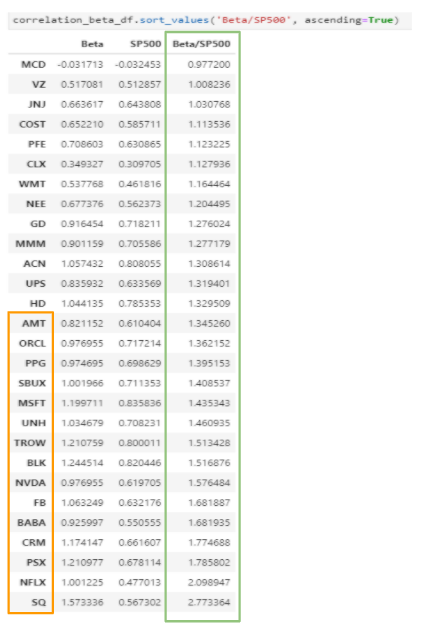 correlation_beta_df.sort_values('Beta/SP500', ascending=True)
Beta SP500 Beta/SP500
MCD -0.031713 -0.032453 0.977200
VZ 0.517081 0.512857 1.008236
JNJ 0.663617 0.643808 1.030768
COST 0.652210 0.585711 1.113536
PFE 0.708603 0.630865 1.123225
CLX 0.349327 0.309705 1.127936
WMT 0.537768 0.461816 1.164464
NEE 0.677376 0.562373 1.204495
GD 0.916454 0.718211 1.276024
MMM 0.901159 0.705586 1.277179
ACN 1.057432 0.808055 1.308614
UPS 0.835932 0.633569 1.319401
HD 1.044135 0.785353 1.329509
AMT 0.821152 0.610404 1.345260
ORCL 0.976955 0.717214 1.362152
PPG 0.974695 0.698629 1.395153
SBUX 1.001966 0.711353 1.408537
MSFT 1.199711 0.835836 1.435343
UNH 1.034679 0.708231 1.460935
TROW 1.210759 0.800011 1.513428
BLK 1.244514 0.820446 1.516876
NVDA 0.976955 0.619705 1.576484
FB 1.063249 0.632176 1.681887
BABA 0.925997 0.550555 1.681935
CRM 1.174147 0.661607 1.774688
PSX 1.210977 0.678114 1.785802
NFLX 1.001225 0.477013 2.098947
SQ 1.573336 0.567302 2.773364